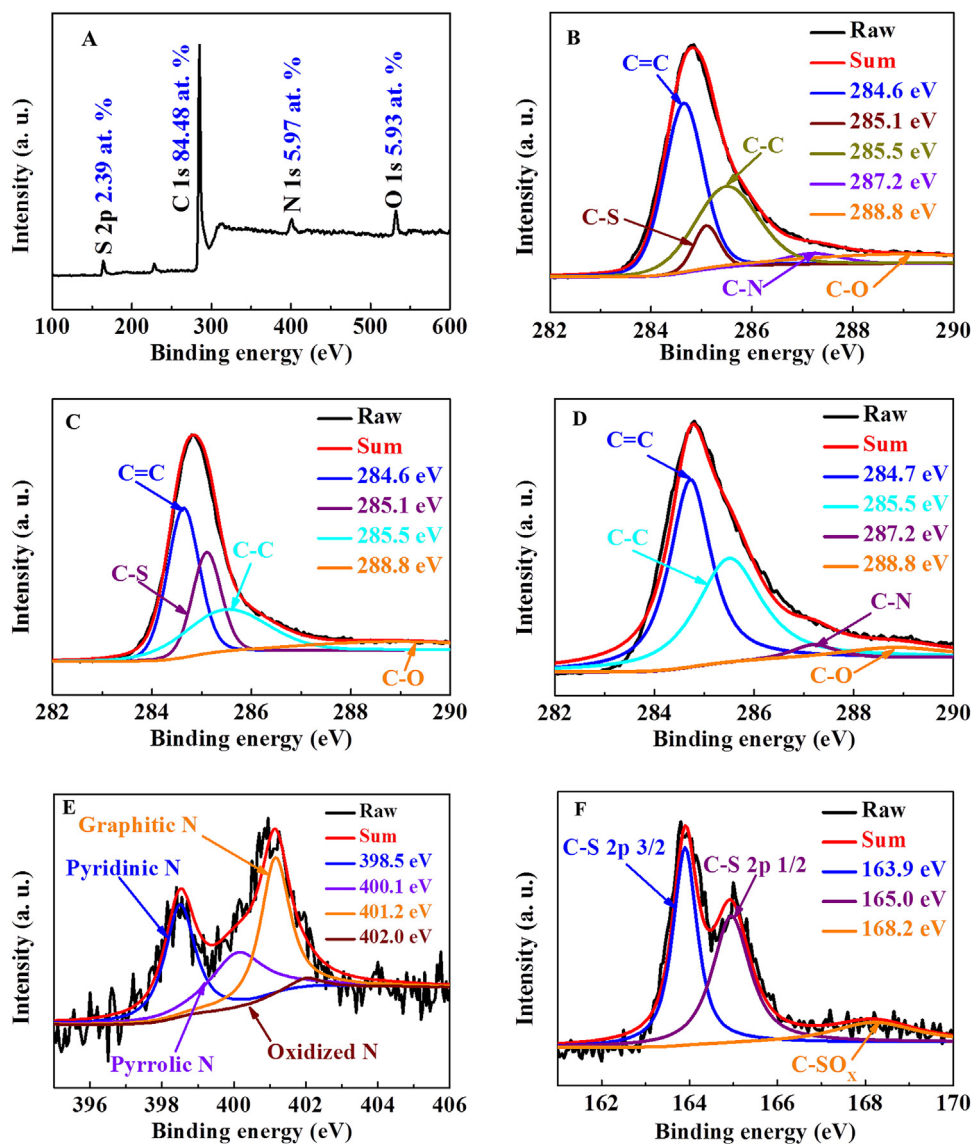 A
S 2p 2.39 at. %
C 1s 84.48 at. %
N 1s 5.97 at. %
O 1s 5.93 at. %
Intensity (a. u.)
100 200 300 400 500 600
Binding energy (eV)
B
Raw
Sum
284.6 eV
285.1 eV
285.5 eV
287.2 eV
288.8 eV
C=C
C-C
C-S
C-N
C-O
Intensity (a. u.)
282 284 286 288 290
Binding energy (eV)
C
Raw
Sum
284.6 eV
285.1 eV
285.5 eV
288.8 eV
C=C
C-C
C-S
C-O
Intensity (a. u.)
282 284 286 288 290
Binding energy (eV)
D
Raw
Sum
284.7 eV
285.5 eV
287.2 eV
288.8 eV
C=C
C-C
C-N
C-O
Intensity (a. u.)
282 284 286 288 290
Binding energy (eV)
E
Raw
Sum
398.5 eV
400.1 eV
401.2 eV
402.0 eV
Graphitic N
Pyridinic N
Pyrrolic N
Oxidized N
Intensity (a. u.)
396 398 400 402 404 406
Binding energy (eV)
F
Raw
Sum
163.9 eV
165.0 eV
168.2 eV
C-S 2p 3/2
C-S 2p 1/2
C-SOx
Intensity (a. u.)
162 164 166 168 170
Binding energy (eV)